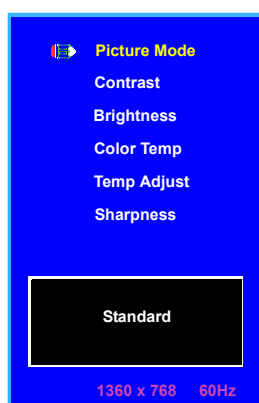 Picture Mode
Contrast
Brightness
Color Temp
Temp Adjust
Sharpness
Standard
1360 x 768 60Hz